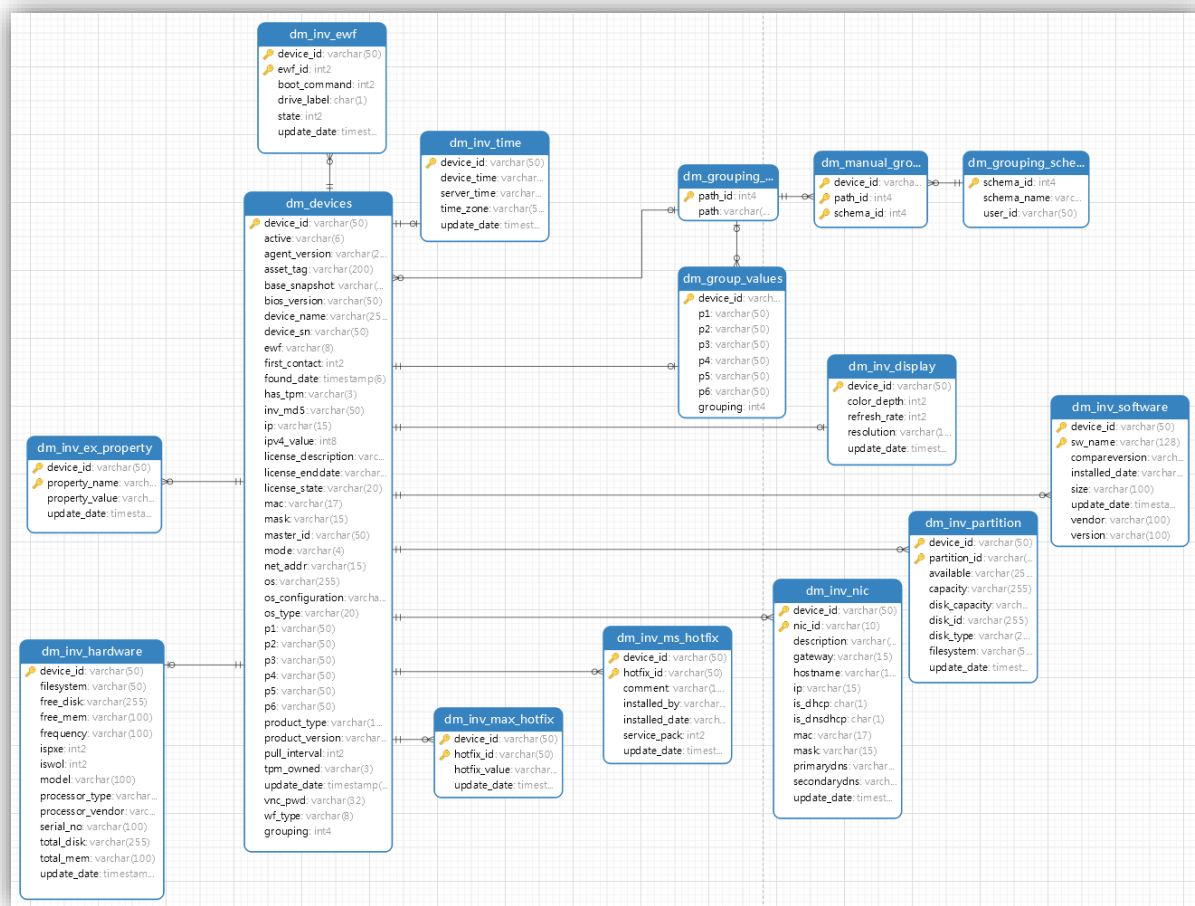 dm_inv_ewf
device_id: varchar(50)
ewf_id: int2
boot_command: int2
drive_label: char(1)
state: int2
update_date: timest...
dm_inv_time
device_id: varchar(50)
device_time: varchar...
server_time: varchar...
time_zone: varchar(5...
update_date: timest...
dm_grouping_...
path_id: int4
path: varchar(...
dm_manual_gro...
device_id: varcha...
path_id: int4
schema_id: int4
dm_grouping_sche...
schema_id: int4
schema_name: varc...
user_id: varchar(50)
dm_devices
device_id: varchar(50)
active: varchar(6)
agent_version: varchar(2...
asset_tag: varchar(200)
base_snapshot: varchar(...
bios_version: varchar(50)
device_name: varchar(25...
device_sn: varchar(50)
ewf: varchar(8)
first_contact: int2
found_date: timestamp(6)
has_tpm: varchar(3)
inv_md5: varchar(50)
ip: varchar(15)
ipv4_value: int8
license_description: varc...
license_enddate: varchar...
license_state: varchar(20)
mac: varchar(17)
mask: varchar(15)
master_id: varchar(50)
mode: varchar(4)
net_addr: varchar(15)
os: varchar(255)
os_configuration: varcha...
os_type: varchar(20)
p1: varchar(50)
p2: varchar(50)
p3: varchar(50)
p4: varchar(50)
p5: varchar(50)
p6: varchar(50)
product_type: varchar(1...
product_version: varchar...
pull_interval: int2
tpm_owned: varchar(3)
update_date: timestamp(...
vnc_pwd: varchar(32)
wf_type: varchar(8)
grouping: int4
dm_group_values
device_id: varch...
p1: varchar(50)
p2: varchar(50)
p3: varchar(50)
p4: varchar(50)
p5: varchar(50)
p6: varchar(50)
grouping: int4
dm_inv_display
device_id: varchar(50)
color_depth: int2
refresh_rate: int2
resolution: varchar(1...
update_date: timest...
dm_inv_software
device_id: varchar(50)
sw_name: varchar(128)
compareversion: varch...
installed_date: varchar...
size: varchar(100)
update_date: timesta...
vendor: varchar(100)
version: varchar(100)
dm_inv_ex_property
device_id: varchar(50)
property_name: varch...
property_value: varch...
update_date: timesta...
dm_inv_partition
device_id: varchar(50)
partition_id: varchar(...
available: varchar(25...
capacity: varchar(255)
disk_capacity: varch...
disk_id: varchar(255)
disk_type: varchar(2...
filesystem: varchar(5...
update_date: timest...
dm_inv_nic
device_id: varchar(50)
nic_id: varchar(10)
description: varchar(...
gateway: varchar(15)
hostname: varchar(1...
ip: varchar(15)
is_dhcp: char(1)
is_dnsdhcp: char(1)
mac: varchar(17)
mask: varchar(15)
primarydns: varchar...
secondarydns: varch...
update_date: timest...
dm_inv_ms_hotfix
device_id: varchar(50)
hotfix_id: varchar(50)
comment: varchar(1...
installed_by: varchar...
installed_date: varch...
service_pack: int2
update_date: timest...
dm_inv_hardware
device_id: varchar(50)
filesystem: varchar(50)
free_disk: varchar(255)
free_mem: varchar(100)
frequency: varchar(100)
ispxe: int2
iswol: int2
model: varchar(100)
processor_type: varchar...
processor_vendor: varc...
serial_no: varchar(100)
total_disk: varchar(255)
total_mem: varchar(100)
update_date: timestam...
dm_inv_max_hotfix
device_id: varchar(50)
hotfix_id: varchar(50)
hotfix_value: varchar...
update_date: timest...